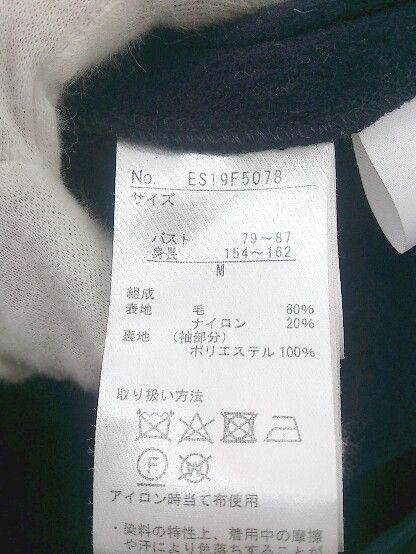 No. ES19F5078
サイズ
バスト 79～87
身長 154～162
M
組成
表地 毛 80%
ナイロン 20%
裏地 (袖部分)
ポリエステル 100%
取り扱い方法
F W
アイロン時当て布使用
・染料の特性上、着用中の摩擦
や汗により色落ちすることが